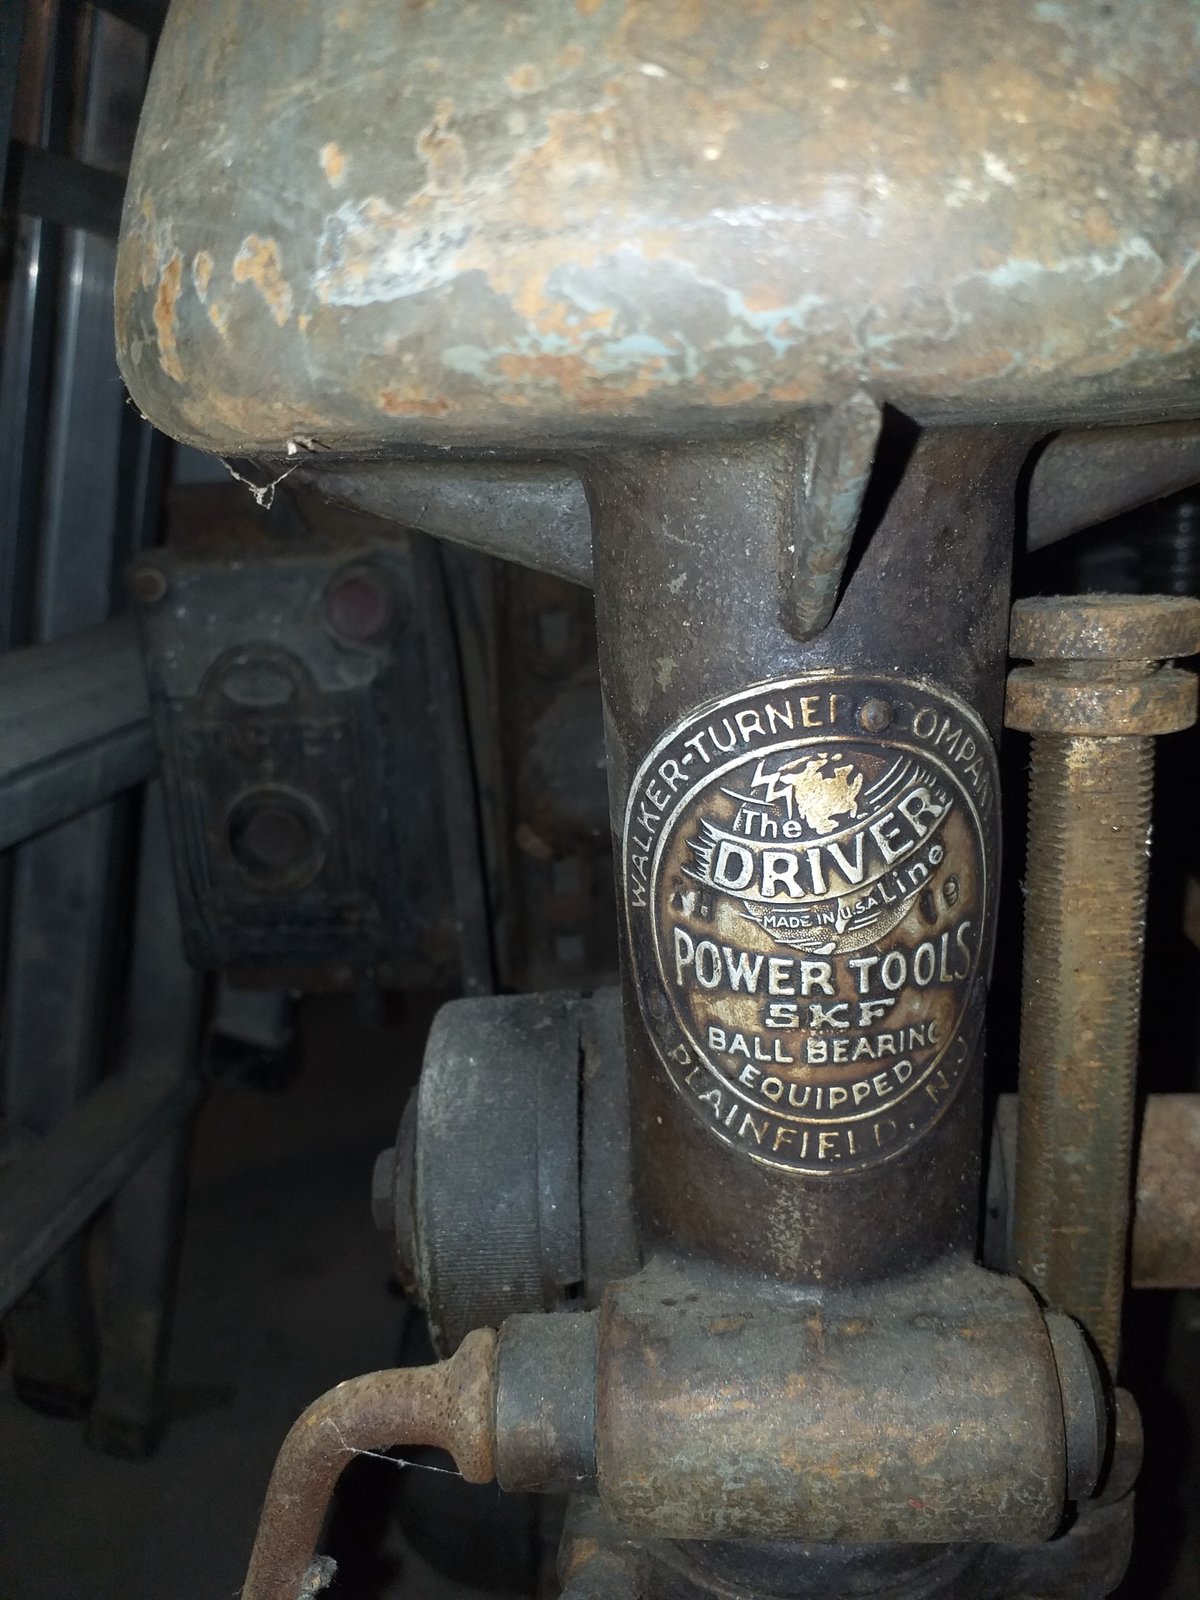 WALKER-TURNER COMPANY
The
DRIVER
Line
MADE IN U.S.A
POWER TOOLS
SKF
BALL BEARING
EQUIPPED
PLAINFIELD, N.J.